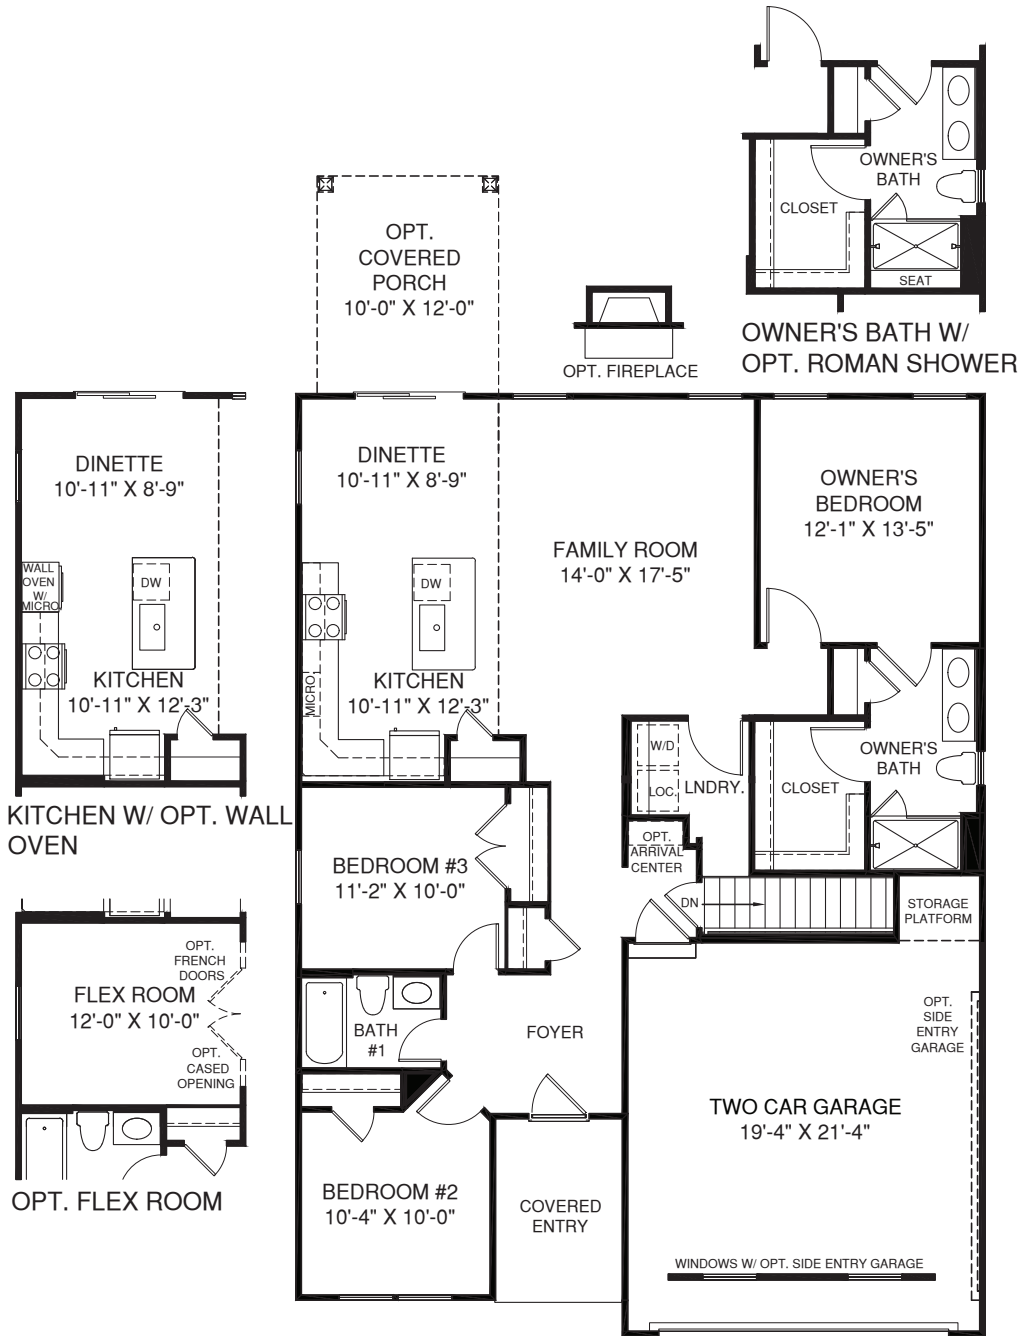 OWNER'S
BATH
CLOSET
SEAT
OWNER'S BATH W/
OPT. ROMAN SHOWER
OPT.
COVERED
PORCH
10'-0" X 12'-0"
OPT. FIREPLACE
DINETTE
10'-11" X 8'-9"
WALL
OVEN
W/
MICRO
DW
KITCHEN
10'-11" X 12'-3"
KITCHEN W/ OPT. WALL
OVEN
DINETTE
10'-11" X 8'-9"
DW
MICRO
KITCHEN
10'-11" X 12'-3"
FAMILY ROOM
14'-0" X 17'-5"
OWNER'S
BEDROOM
12'-1" X 13'-5"
OWNER'S
BATH
CLOSET
W/D
LOC.
LNDRY.
OPT.
ARRIVAL
CENTER
DN
STORAGE
PLATFORM
BEDROOM #3
11'-2" X 10'-0"
OPT.
FRENCH
DOORS
FLEX ROOM
12'-0" X 10'-0"
OPT.
CASED
OPENING
OPT. FLEX ROOM
BATH
#1
FOYER
OPT.
SIDE
ENTRY
GARAGE
TWO CAR GARAGE
19'-4" X 21'-4"
BEDROOM #2
10'-4" X 10'-0"
COVERED
ENTRY
WINDOWS W/ OPT. SIDE ENTRY GARAGE